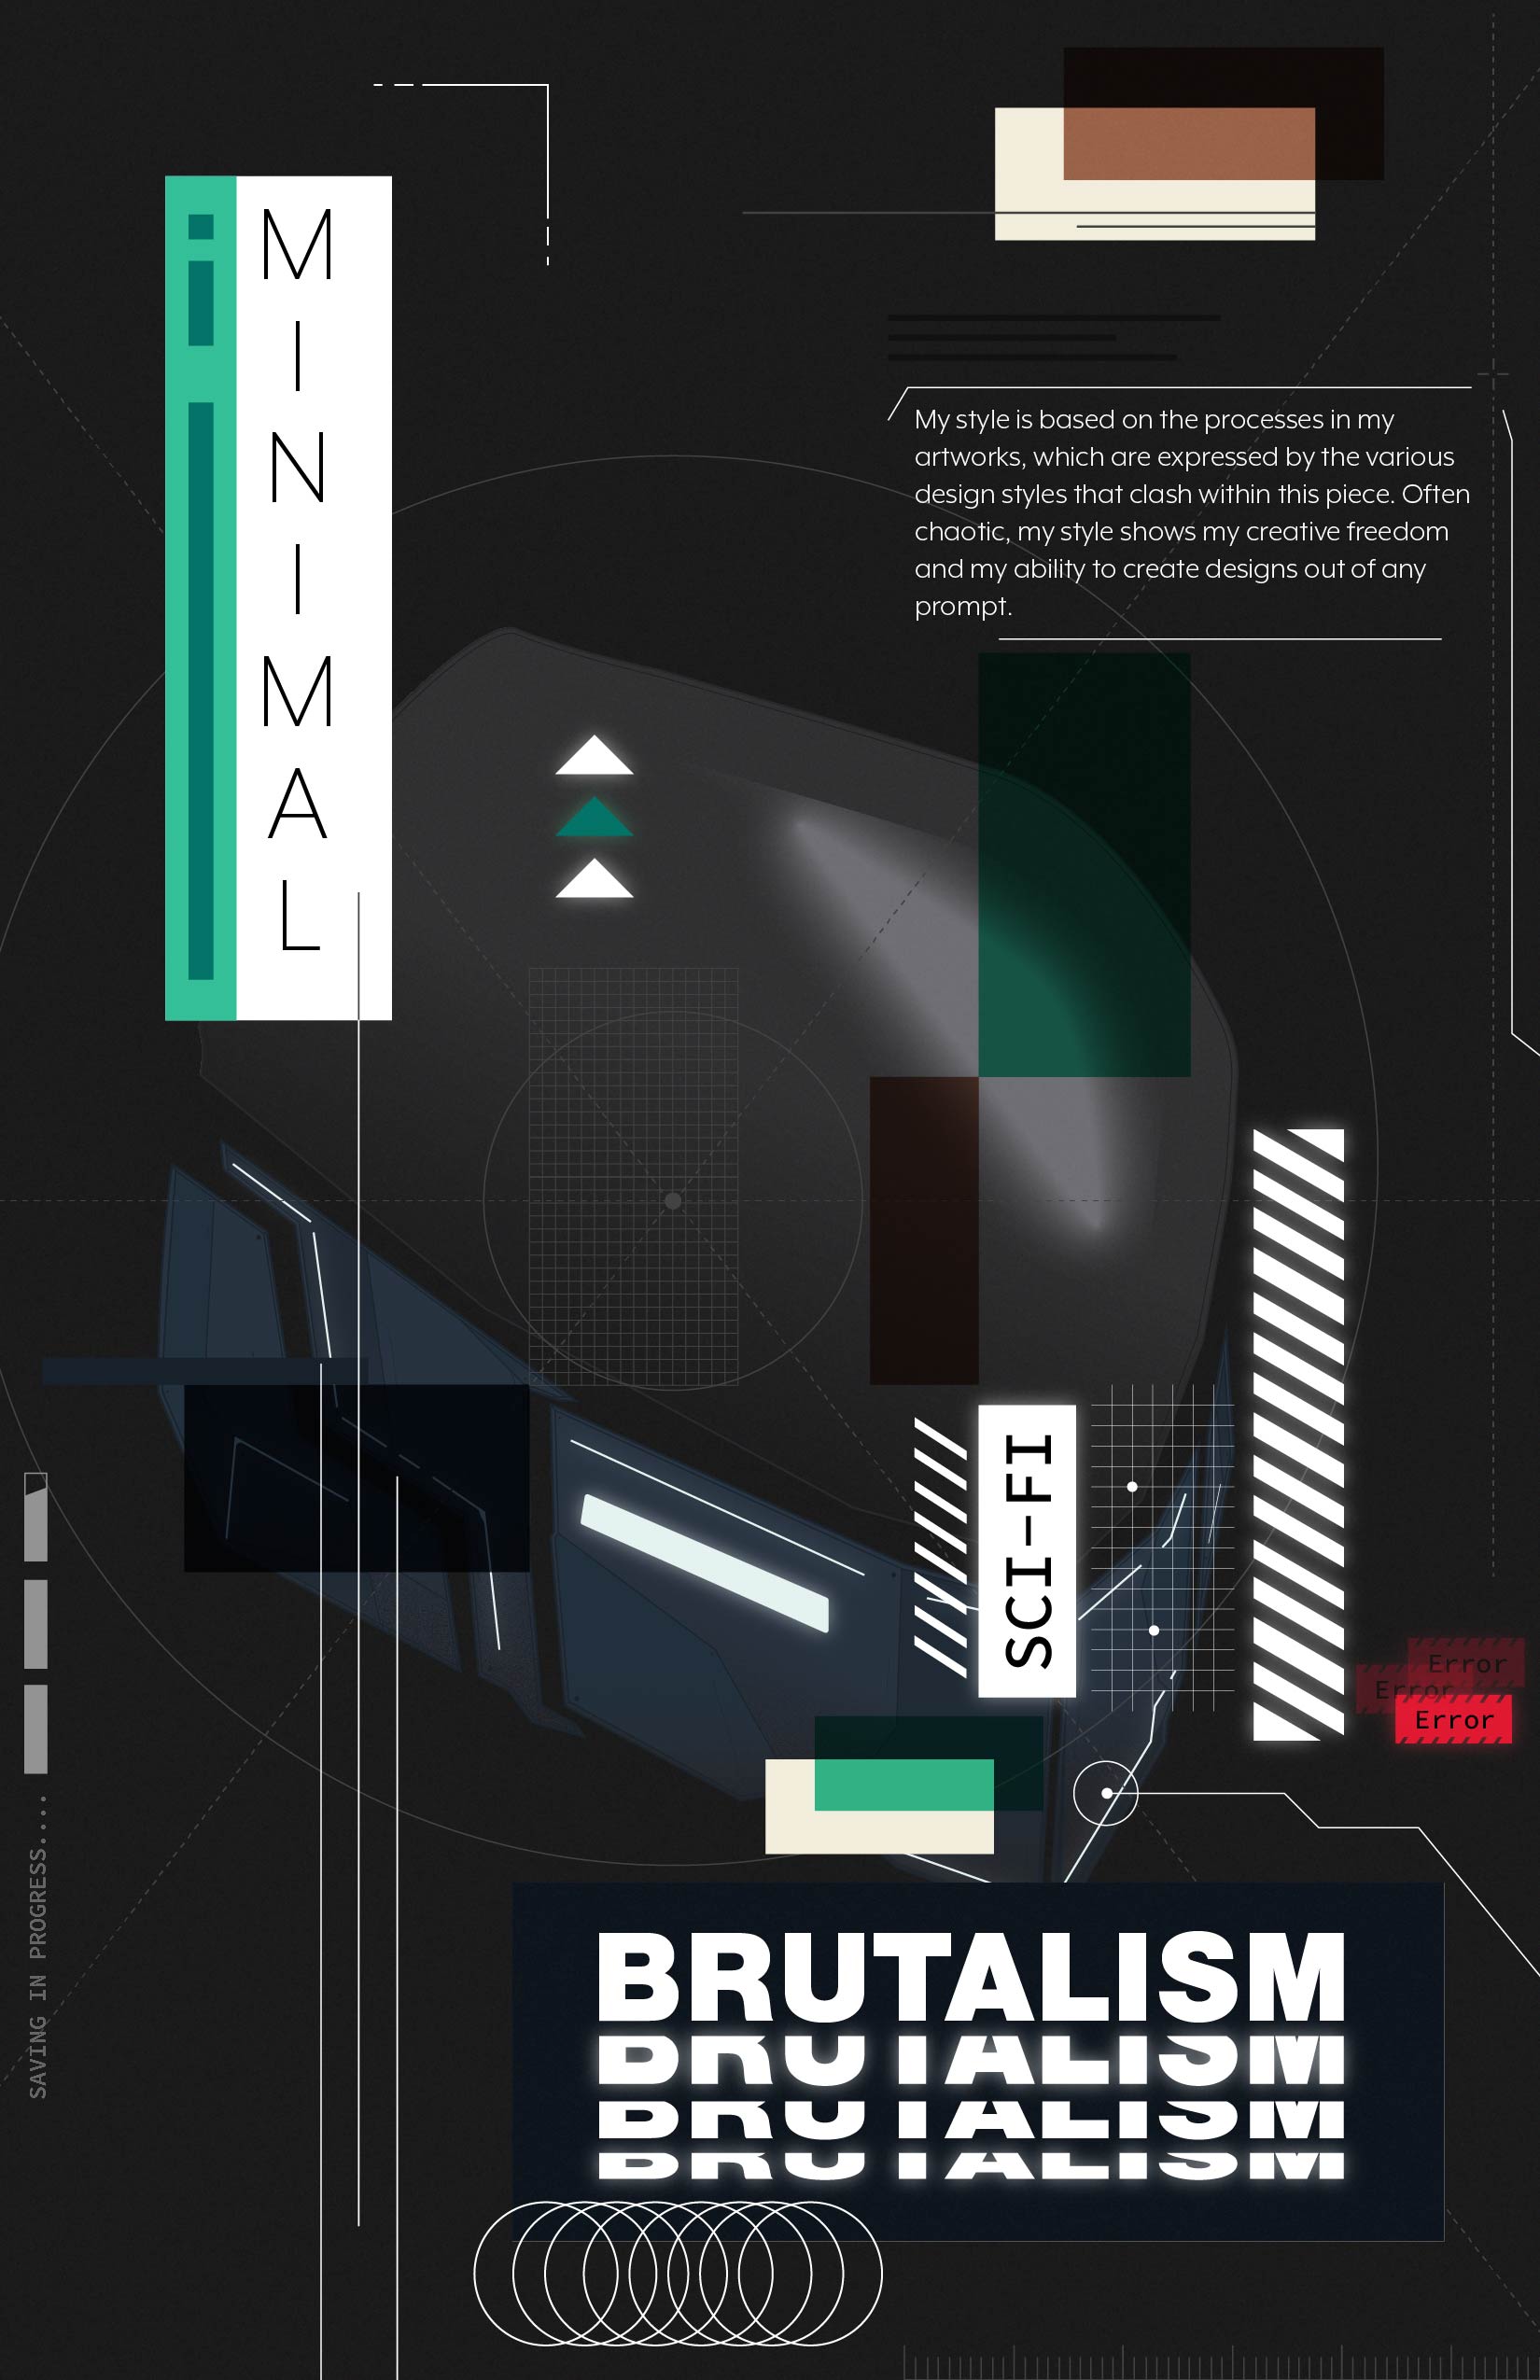 MINIMAL
My style is based on the processes in my
artworks, which are expressed by the various
design styles that clash within this piece. Often
chaotic, my style shows my creative freedom
and my ability to create designs out of any
prompt.
SCI-FI
Error
Error
Error
SAVING IN PROGRESS.....
BRUTALISM
BRUTALISM
BRUTALISM
BRUTALISM